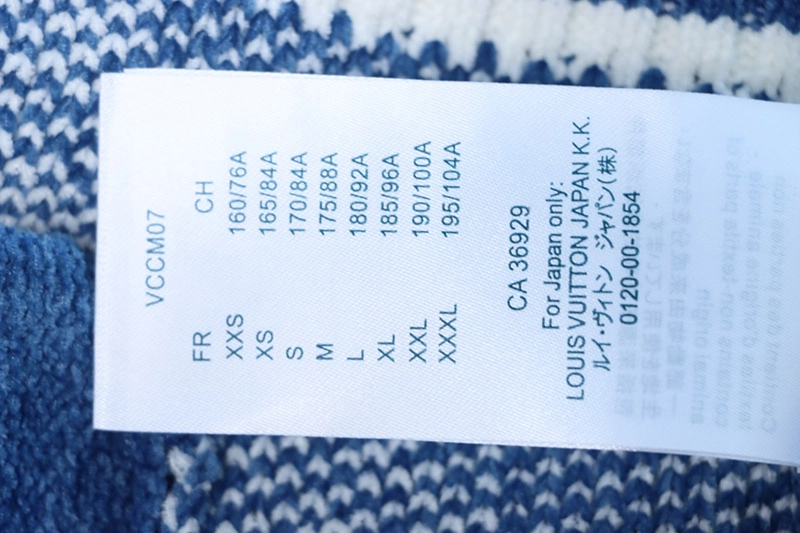 VCCM07
FR CH
XXS 160/76A
XS 165/84A
S 170/84A
M 175/88A
L 180/92A
XL 185/96A
XXL 190/100A
XXXL 195/104A
CA 36929
For Japan only:
LOUIS VUITTON JAPAN K.K.
ルイ・ヴィトン ジャパン(株)
0120-00-1854